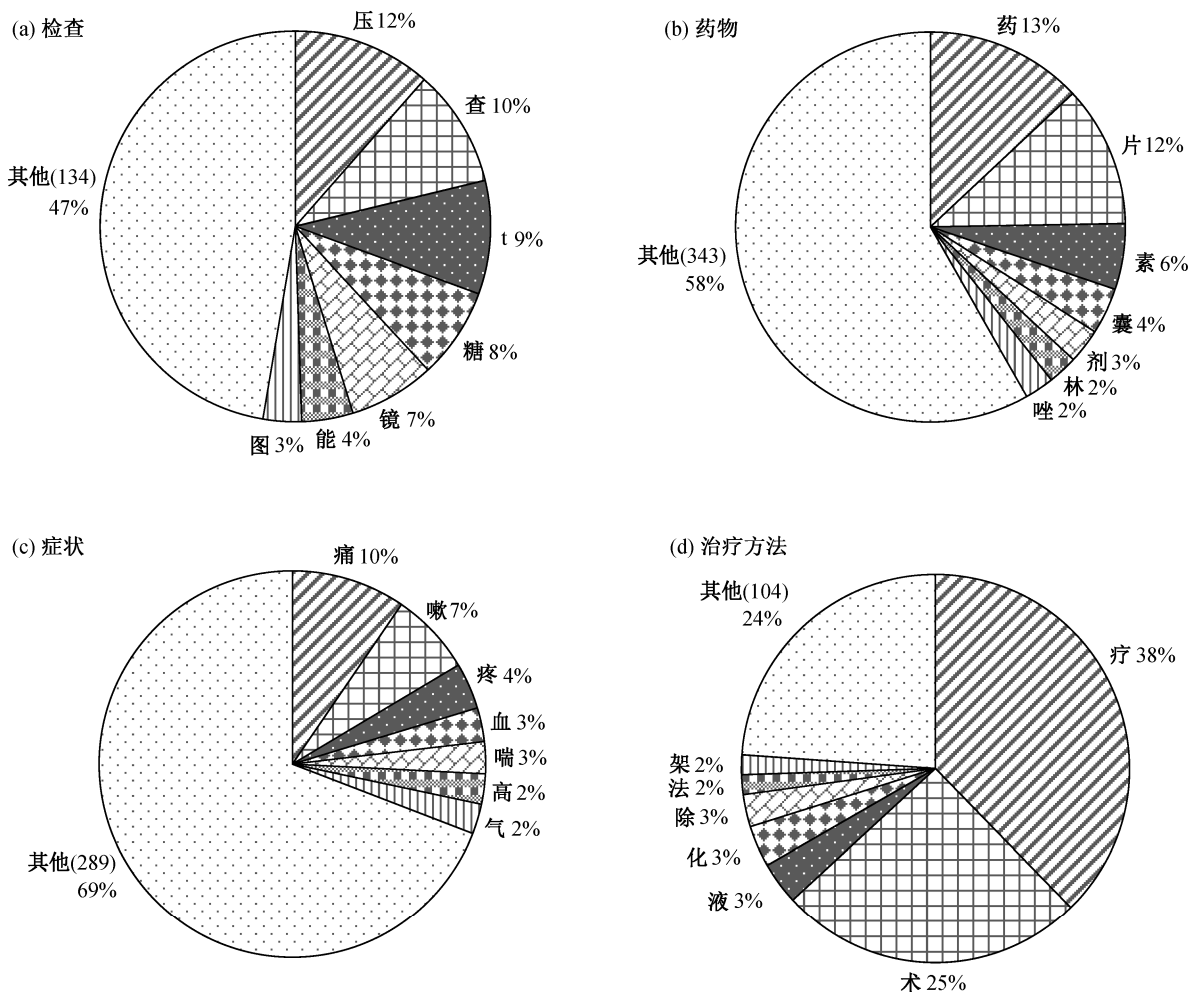 (a) 检查
压 12%
查 10%
t 9%
糖 8%
镜 7%
能 4%
图 3%
其他(134)
47%
(b) 药物
药 13%
片 12%
素 6%
囊 4%
剂 3%
林 2%
唑 2%
其他(343)
58%
(c) 症状
痛 10%
嗽 7%
疼 4%
血 3%
喘 3%
高 2%
气 2%
其他(289)
69%
(d) 治疗方法
疗 38%
术 25%
液 3%
化 3%
除 3%
法 2%
架 2%
其他(104)
24%